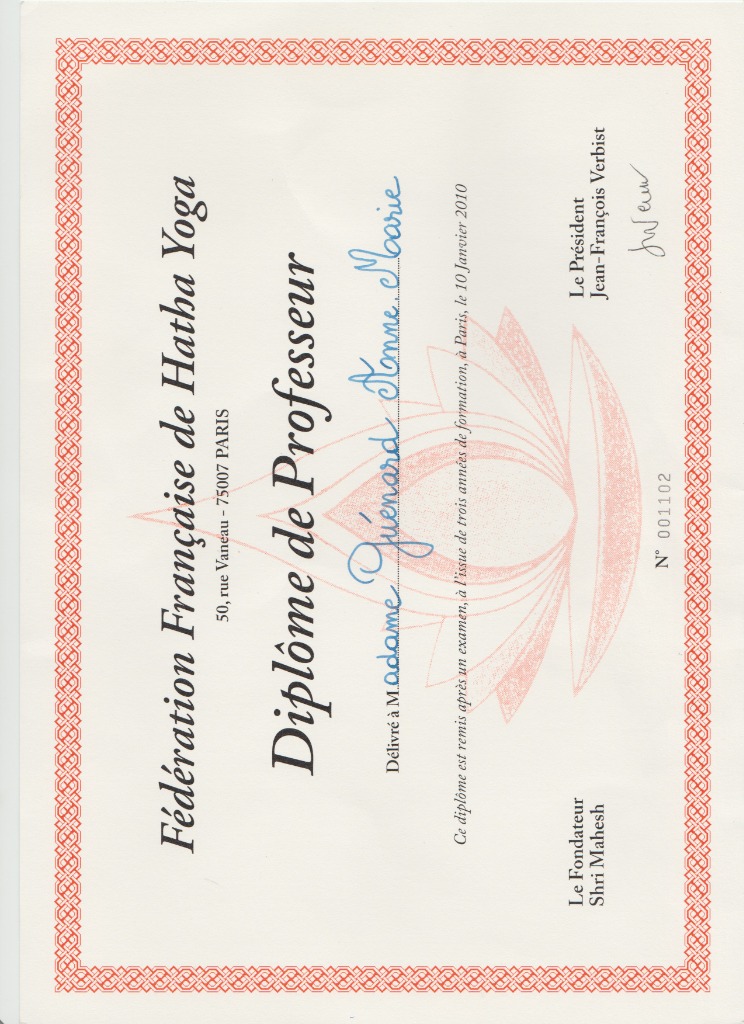 Fédération Française de Hatha Yoga
50, rue Vaneau - 75007 PARIS
Diplôme de Professeur
Délivré à Madame Guénard Anne. Marie
Ce diplôme est remis après un examen, à l'issue de trois années de formation, à Paris, le 10 Janvier 2010
Le Fondateur
Shri Mahesh
Le Président
Jean-François Verbist
N° 001102